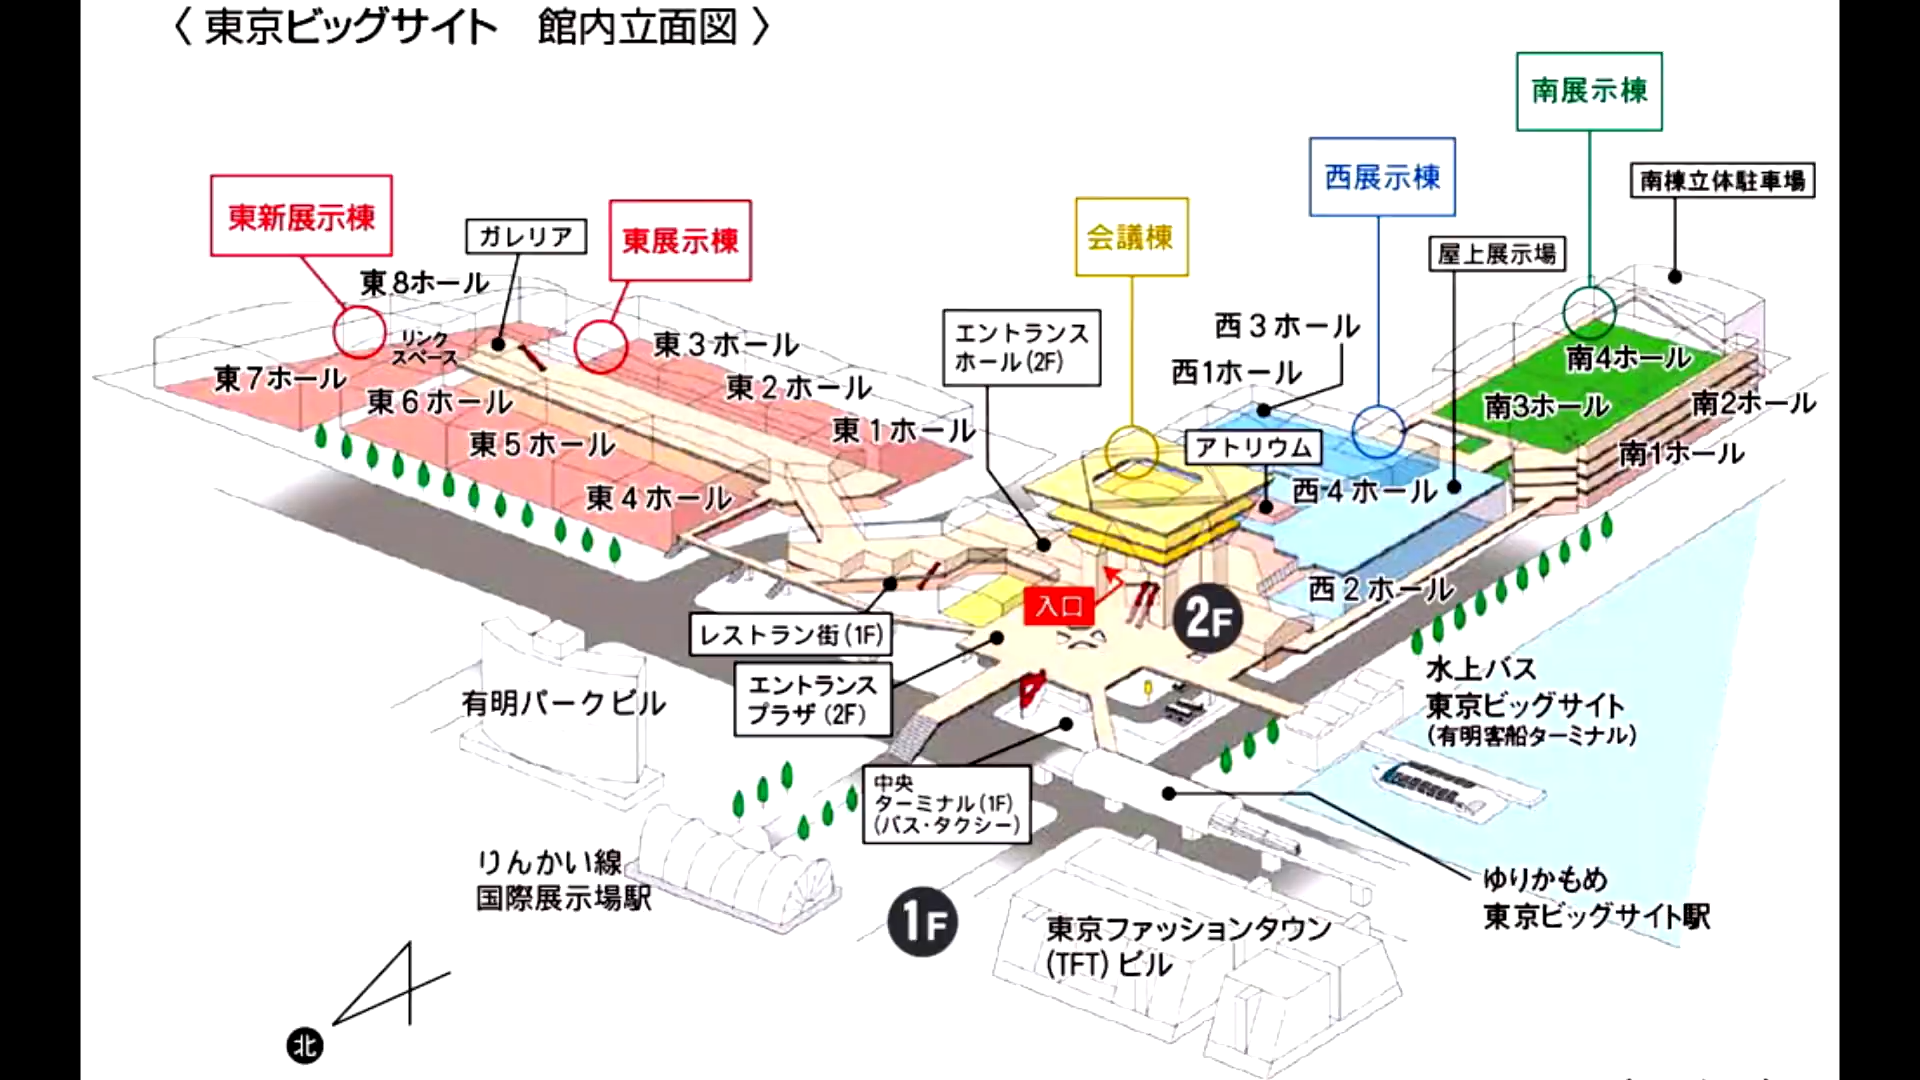 〈 東京ビッグサイト　館内立面図 〉
南展示棟
西展示棟
南棟立体駐車場
東新展示棟
ガレリア
東展示棟
会議棟
屋上展示場
東8ホール
リンク
スペース
東3ホール
エントランス
ホール(2F)
西3ホール
西1ホール
南4ホール
東7ホール
東6ホール
東2ホール
南3ホール
南2ホール
東5ホール
東1ホール
アトリウム
南1ホール
東4ホール
西4ホール
西2ホール
入口
2F
レストラン街(1F)
エントランス
プラザ(2F)
有明パークビル
水上バス
東京ビッグサイト
(有明客船ターミナル)
中央
ターミナル(1F)
(バス・タクシー)
りんかい線
国際展示場駅
1F
ゆりかもめ
東京ビッグサイト駅
東京ファッションタウン
(TFT)ビル
北